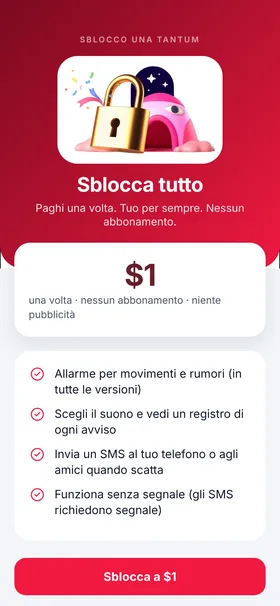 SBLOCCO UNA TANTUM
Sblocca tutto
Paghi una volta. Tuo per sempre. Nessun
abbonamento.
$1
una volta · nessun abbonamento · niente
pubblicità
Allarme per movimenti e rumori (in
tutte le versioni)
Scegli il suono e vedi un registro di
ogni avviso
Invia un SMS al tuo telefono o agli
amici quando scatta
Funziona senza segnale (gli SMS
richiedono segnale)
Sblocca a $1